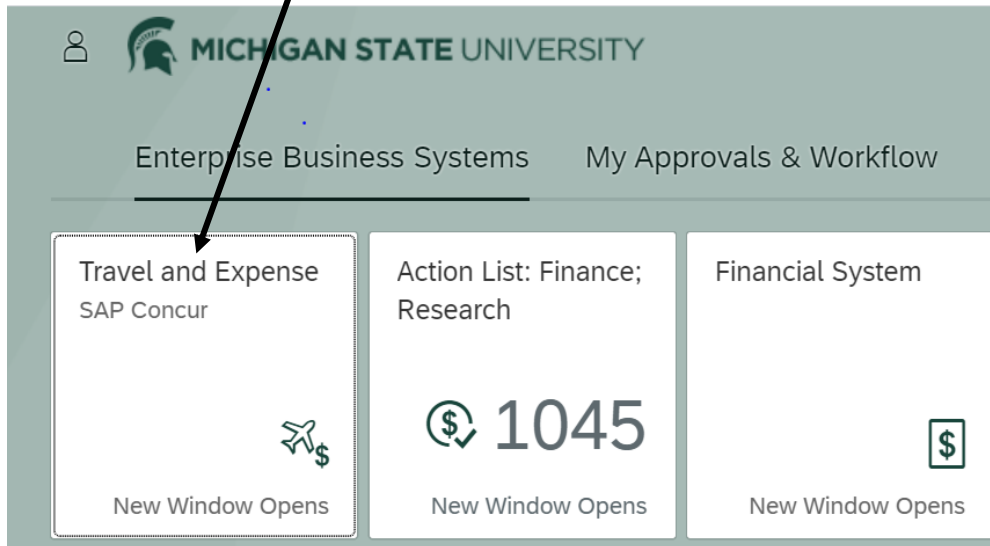 MICHIGAN STATE UNIVERSITY
Enterprise Business Systems My Approvals & Workflow
Travel and Expense
SAP Concur
$
New Window Opens
Action List: Finance;
Research
$ 1045
New Window Opens
Financial System
$
New Window Opens